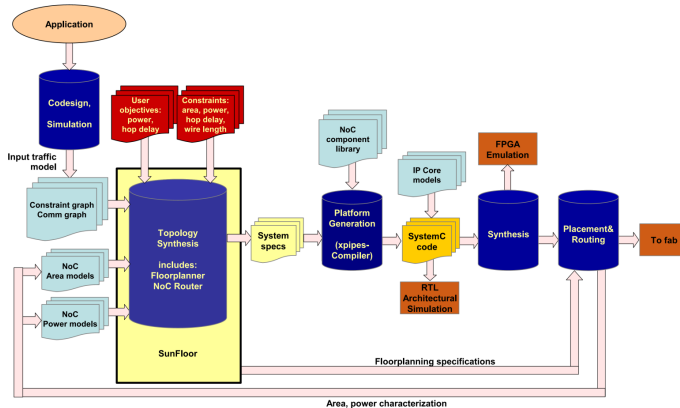 Application
Codesign,
Simulation
User
objectives:
power,
hop delay
Constraints:
area, power,
hop delay,
wire length
NoC
component
library
IP Core
models
FPGA
Emulation
Input traffic
model
Constraint graph
Comm graph
Topology
Synthesis
includes:
Floorplanner
NoC Router
System
specs
Platform
Generation
(xpipes-
Compiler)
SystemC
code
Synthesis
Placement&
Routing
To fab
NoC
Area models
NoC
Power models
RTL
Architectural
Simulation
SunFloor
Floorplanning specifications
Area, power characterization